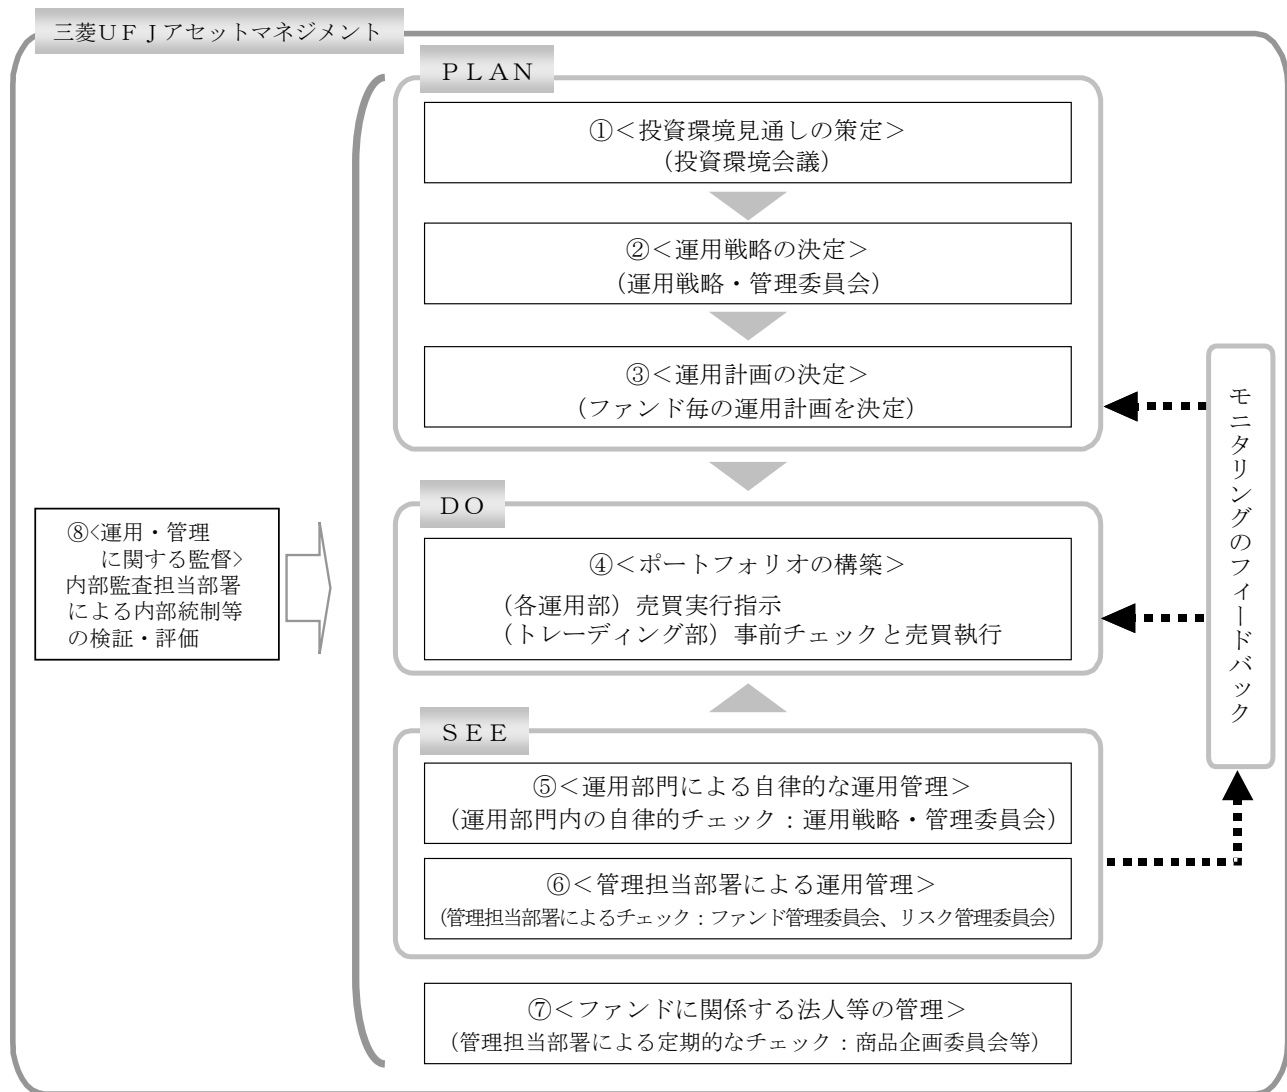 三菱ＵＦＪアセットマネジメント
ＰＬＡＮ
①＜投資環境見通しの策定＞
（投資環境会議）
②＜運用戦略の決定＞
（運用戦略・管理委員会）
③＜運用計画の決定＞
（ファンド毎の運用計画を決定）
ＤＯ
④＜ポートフォリオの構築＞
（各運用部）売買実行指示
（トレーディング部）事前チェックと売買執行
ＳＥＥ
⑤＜運用部門による自律的な運用管理＞
（運用部門内の自律的チェック：運用戦略・管理委員会）
⑥＜管理担当部署による運用管理＞
（管理担当部署によるチェック：ファンド管理委員会、リスク管理委員会）
⑦＜ファンドに関係する法人等の管理＞
（管理担当部署による定期的なチェック：商品企画委員会等）
⑧<運用・管理
に関する監督>
内部監査担当部署
による内部統制等
の検証・評価
モニタリングのフィードバック